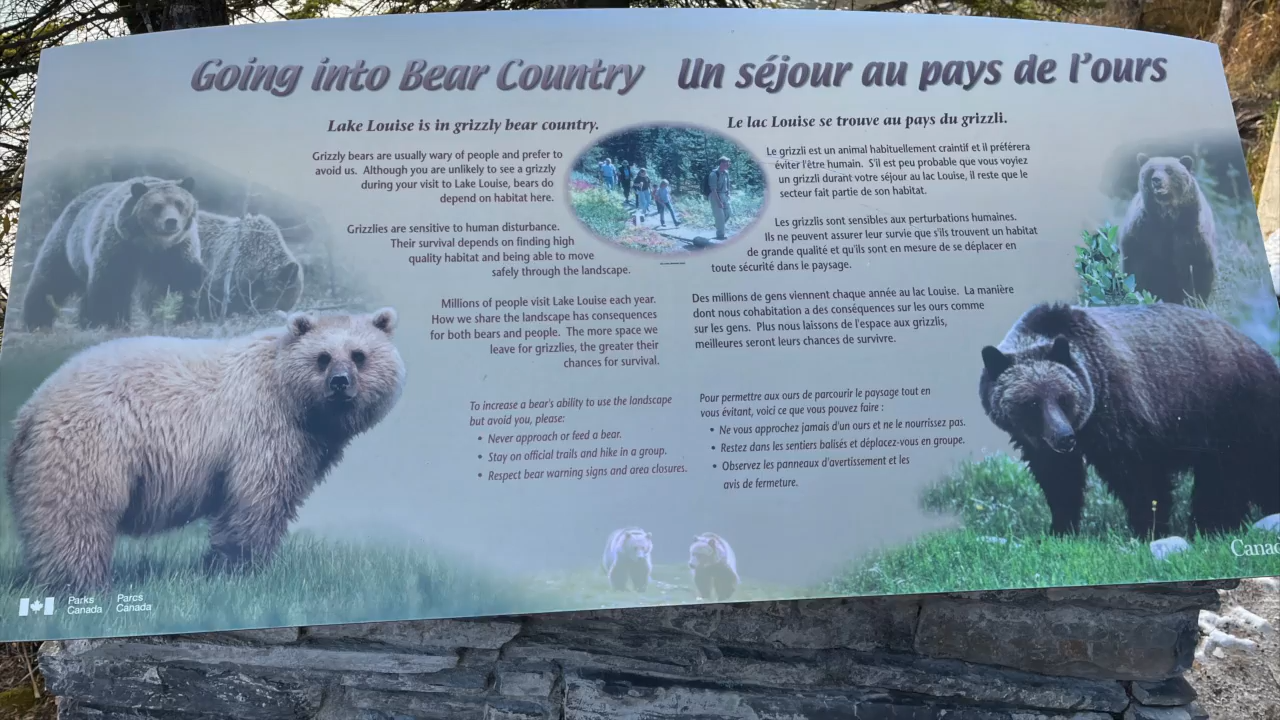 Going into Bear Country
Lake Louise is in grizzly bear country.
Grizzly bears are usually wary of people and prefer to
avoid us. Although you are unlikely to see a grizzly
during your visit to Lake Louise, bears do
depend on habitat here.
Grizzlies are sensitive to human disturbance.
Their survival depends on finding high
quality habitat and being able to move
safely through the landscape.
Millions of people visit Lake Louise each year.
How we share the landscape has consequences
for both bears and people. The more space we
leave for grizzlies, the greater their
chances for survival.
To increase a bear's ability to use the landscape
but avoid you, please:
• Never approach or feed a bear.
• Stay on official trails and hike in a group.
• Respect bear warning signs and area closures.
Un séjour au pays de l'ours
Le lac Louise se trouve au pays du grizzli.
Le grizzli est un animal habituellement craintif et il préférera
éviter l'être humain. S'il est peu probable que vous voyiez
un grizzli durant votre séjour au lac Louise, il reste que le
secteur fait partie de son habitat.
Les grizzlis sont sensibles aux perturbations humaines.
Ils ne peuvent assurer leur survie que s'ils trouvent un habitat
de grande qualité et qu'ils sont en mesure de se déplacer en
toute sécurité dans le paysage.
Des millions de gens viennent chaque année au lac Louise. La manière
dont nous cohabitation a des conséquences sur les ours comme
sur les gens. Plus nous laissons de l'espace aux grizzlis,
meilleures seront leurs chances de survivre.
Pour permettre aux ours de parcourir le paysage tout en
vous évitant, voici ce que vous pouvez faire :
• Ne vous approchez jamais d'un ours et ne le nourrissez pas.
• Restez dans les sentiers balisés et déplacez-vous en groupe.
• Observez les panneaux d'avertissement et les
avis de fermeture.
Parks Parcs
Canada Canada
Canad